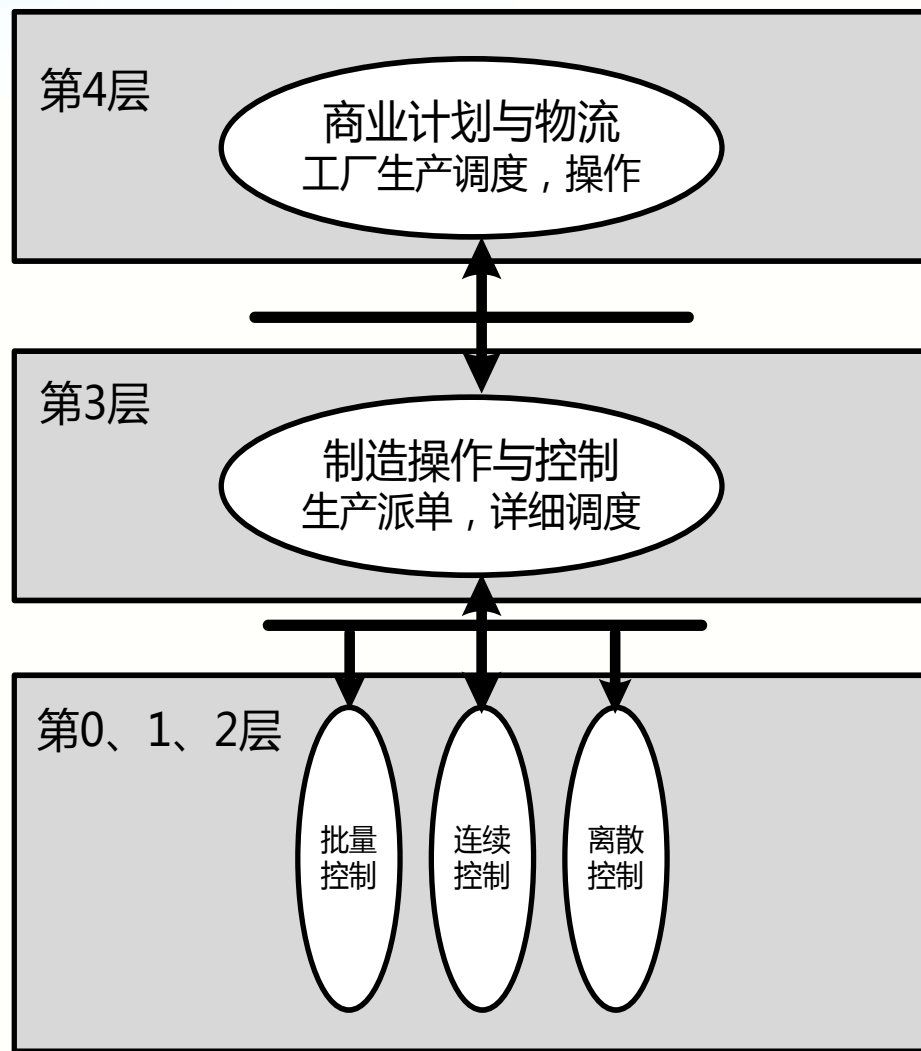 第4层
商业计划与物流
工厂生产调度，操作
第3层
制造操作与控制
生产派单，详细调度
第0、1、2层
批量
控制
连续
控制
离散
控制